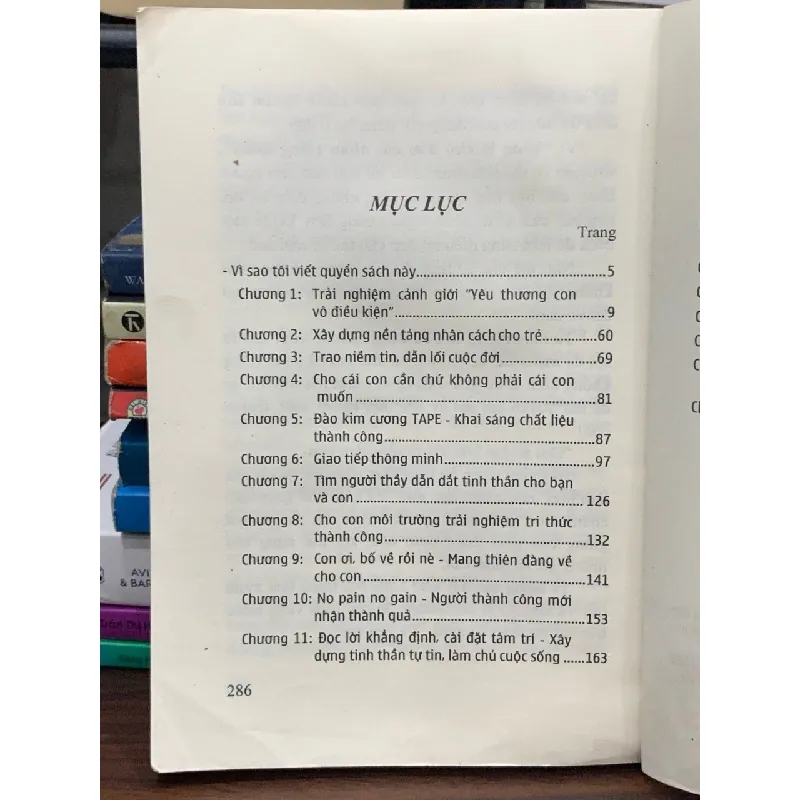 MỤC LỤC
Trang
- Vì sao tôi viết quyển sách này.....................................................5
Chương 1: Trải nghiệm cảnh giới "Yêu thương con
vô điều kiện"...........................................................9
Chương 2: Xây dựng nền tảng nhân cách cho trẻ...............60
Chương 3: Trao niềm tin, dẫn lối cuộc đời..........................69
Chương 4: Cho cái con cần chứ không phải cái con
muốn...................................................................81
Chương 5: Đào kim cương TAPE - Khai sáng chất liệu
thành công...........................................................87
Chương 6: Giao tiếp thông minh..........................................97
Chương 7: Tìm người thầy dẫn dắt tinh thần cho bạn
và con................................................................126
Chương 8: Cho con môi trường trải nghiệm tri thức
thành công.........................................................132
Chương 9: Con ơi, bố về rồi nè - Mang thiên đàng về
cho con..............................................................141
Chương 10: No pain no gain - Người thành công mới
nhận thành quả................................................153
Chương 11: Đọc lời khẳng định, cài đặt tâm trí - Xây
dựng tinh thần tự tin, làm chủ cuộc sống ......163
286
WA
AVI
& BAR